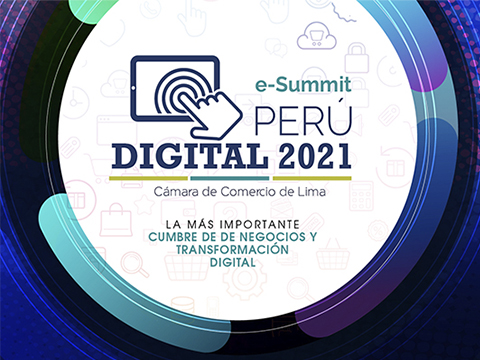 e-Summit
PERÚ
DIGITAL 2021
Cámara de Comercio de Lima
LA MÁS IMPORTANTE
CUMBRE DE DE NEGOCIOS Y
TRANSFORMACIÓN
DIGITAL